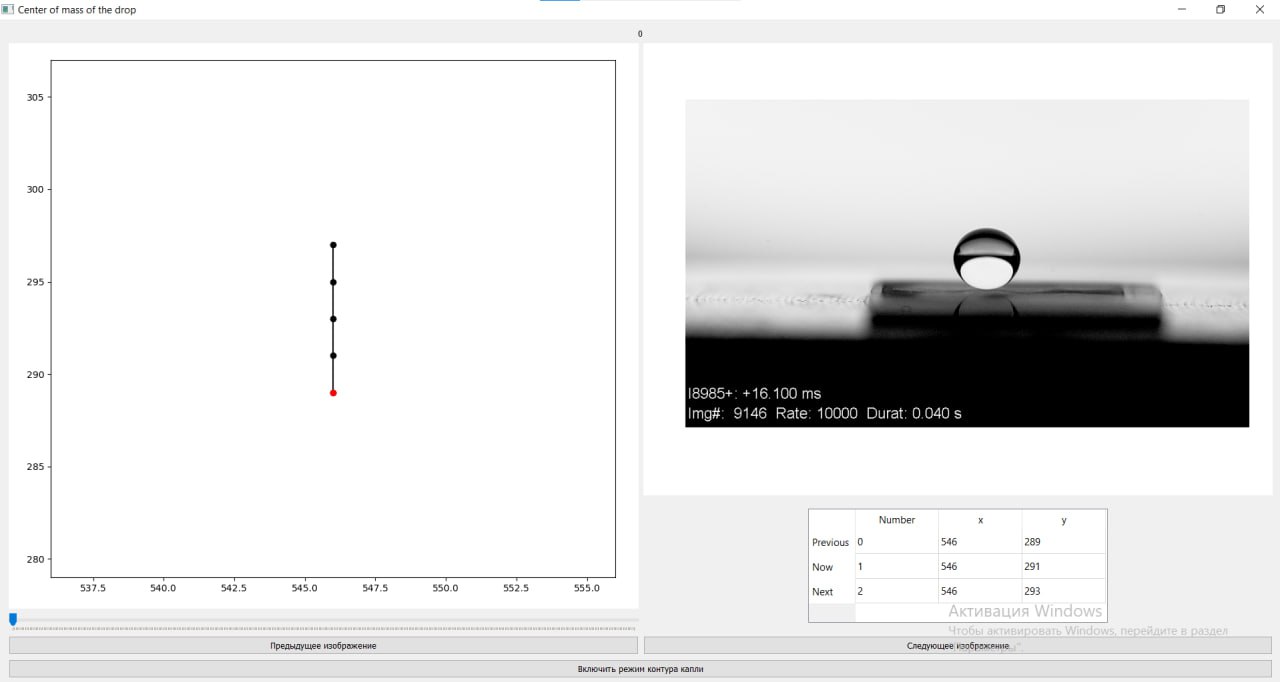 Center of mass of the drop
0
305
300
295
290
285
280
537.5 540.0 542.5 545.0 547.5 550.0 552.5 555.0
I8985+: +16.100 ms
Img#: 9146 Rate: 10000 Durat: 0.040 s
Number x y
Previous 0 546 289
Now 1 546 291
Next 2 546 293
Активация Windows
Чтобы активировать Windows, перейдите в раздел
Предыдущее изображение
Следующее изображение
Включить режим контура капли